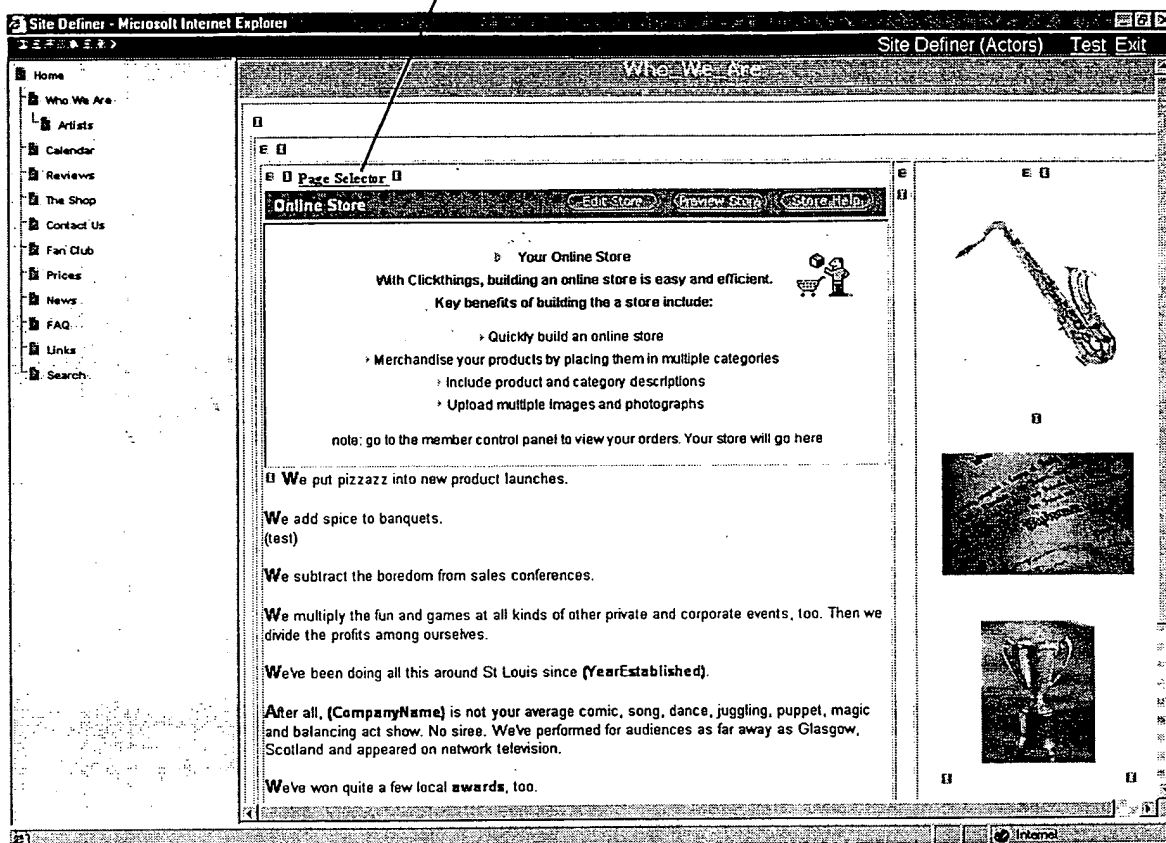 Site Definer - Microsoft Internet Explorer
DEFINER>
Site Definer (Actors) Test Exit
Home
Who We Are
Artists
Calendar
Reviews
The Shop
Contact Us
Fan Club
Prices
News
FAQ
Links
Search
Who We Are
I
E I
E I Page Selector I
Online Store
Edit Store
Preview Store
Store Help
Your Online Store
With Clickthings, building an online store is easy and efficient.
Key benefits of building the a store include:
Quickly build an online store
Merchandise your products by placing them in multiple categories
Include product and category descriptions
Upload multiple images and photographs
note: go to the member control panel to view your orders. Your store will go here
I We put pizzazz into new product launches.
We add spice to banquets.
(test)
We subtract the boredom from sales conferences.
We multiply the fun and games at all kinds of other private and corporate events, too. Then we
divide the profits among ourselves.
We've been doing all this around St Louis since (YearEstablished).
After all, (CompanyName) is not your average comic, song, dance, juggling, puppet, magic
and balancing act show. No siree. We've performed for audiences as far away as Glasgow,
Scotland and appeared on network television.
We've won quite a few local awards, too.
E
I
E I
I
I I
Internet